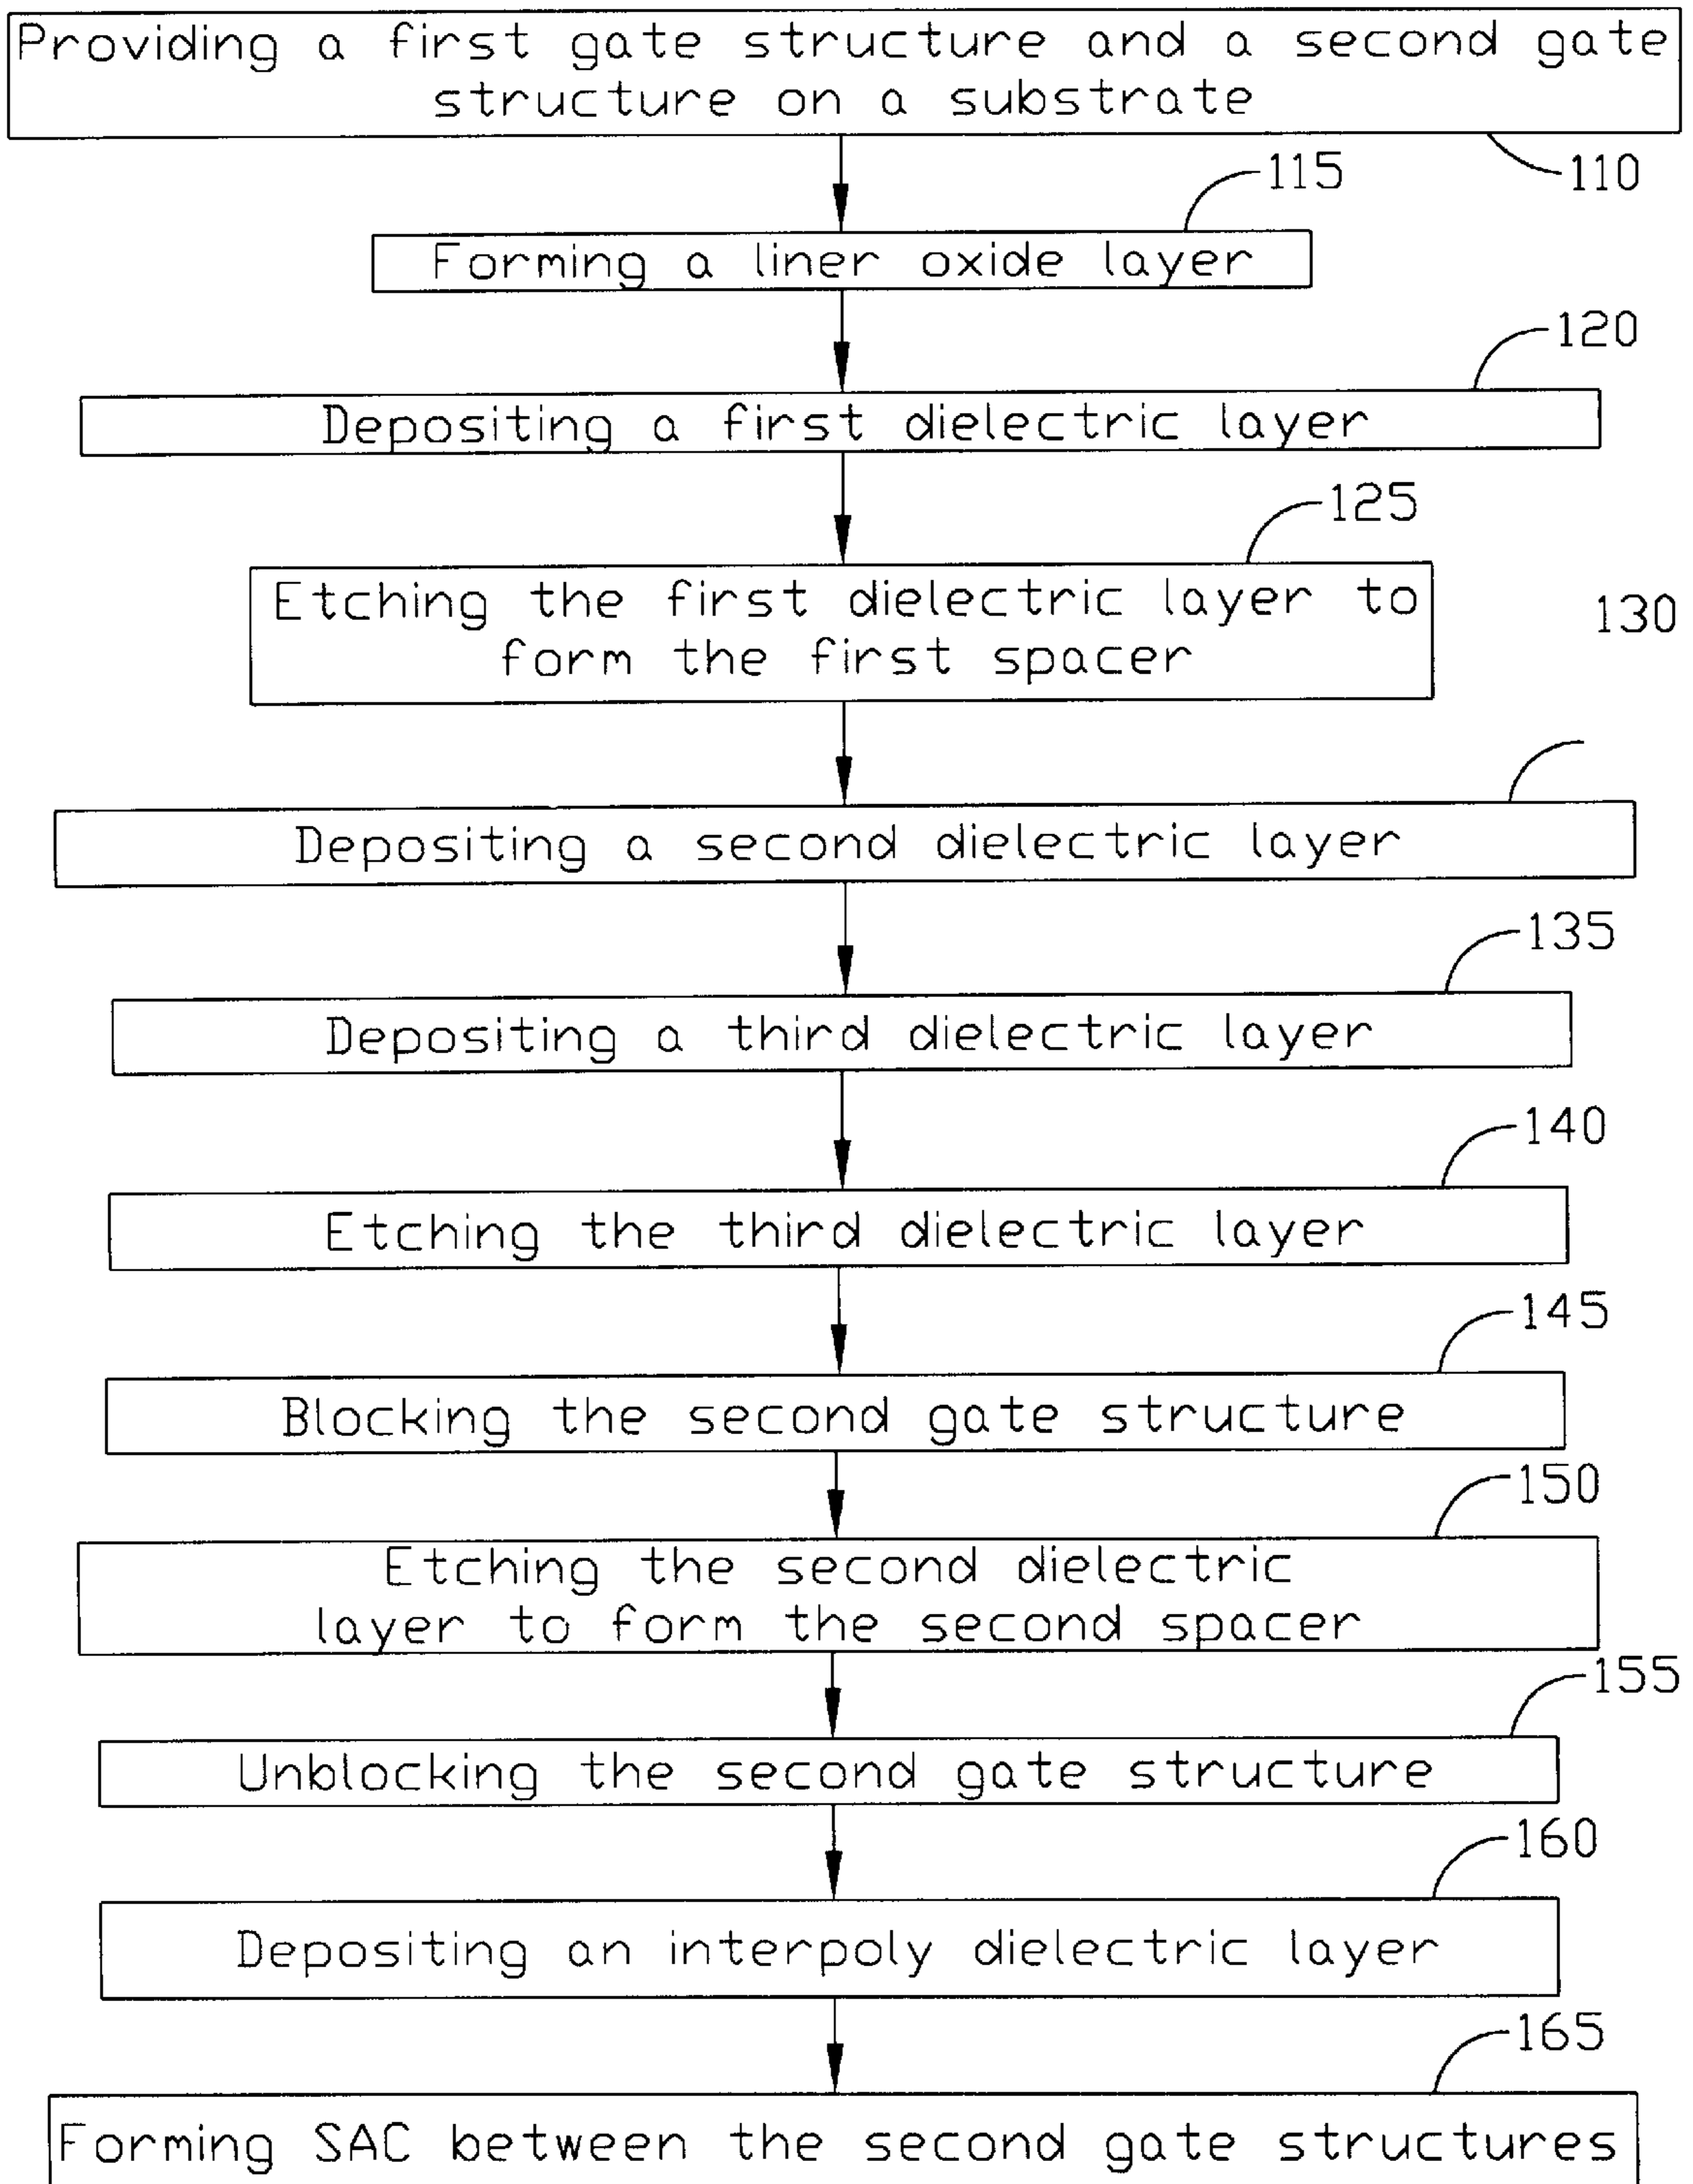 Providing a first gate structure and a second gate
structure on a substrate
110
115
Forming a liner oxide layer
120
Depositing a first dielectric layer
125
Etching the first dielectric layer to
form the first spacer
130
Depositing a second dielectric layer
135
Depositing a third dielectric layer
140
Etching the third dielectric layer
145
Blocking the second gate structure
150
Etching the second dielectric
layer to form the second spacer
155
Unblocking the second gate structure
160
Depositing an interpoly dielectric layer
165
Forming SAC between the second gate structures